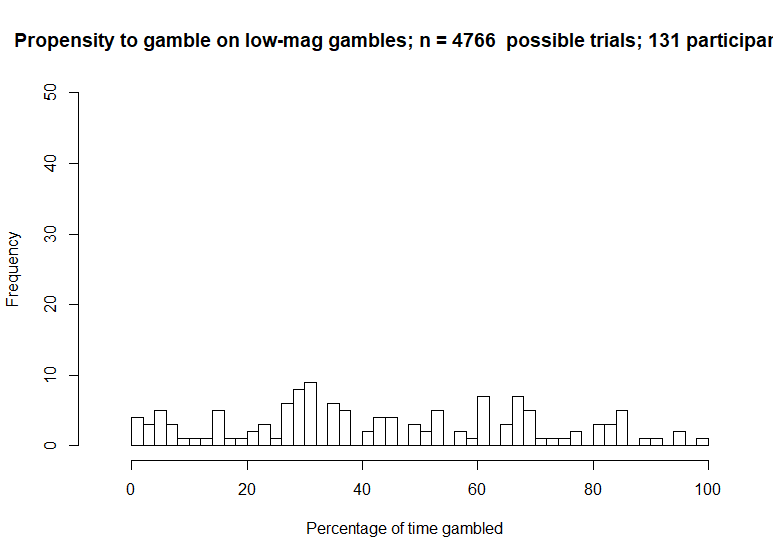 Propensity to gamble on low-mag gambles; n = 4766 possible trials; 131 participan
50
40
30
20
10
0
Frequency
0 20 40 60 80 100
Percentage of time gambled